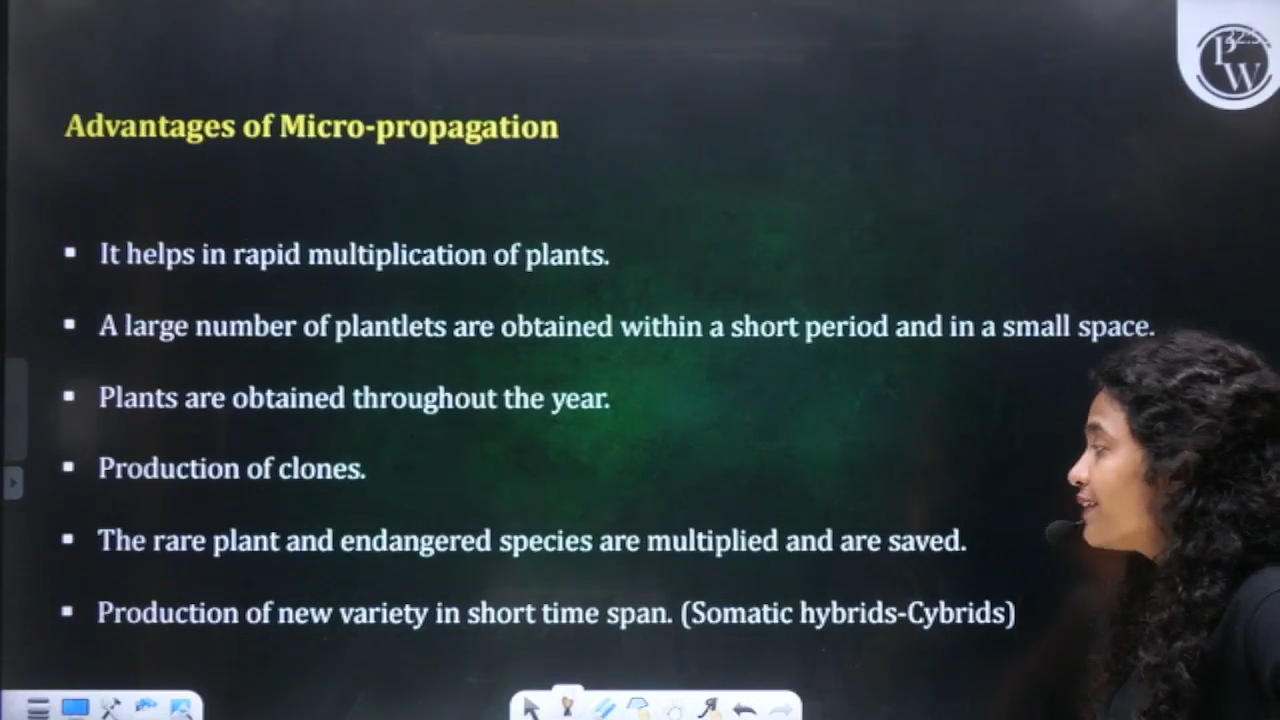 PW
Advantages of Micro-propagation
▪ It helps in rapid multiplication of plants.
▪ A large number of plantlets are obtained within a short period and in a small space.
▪ Plants are obtained throughout the year.
▪ Production of clones.
▪ The rare plant and endangered species are multiplied and are saved.
▪ Production of new variety in short time span. (Somatic hybrids-Cybrids)